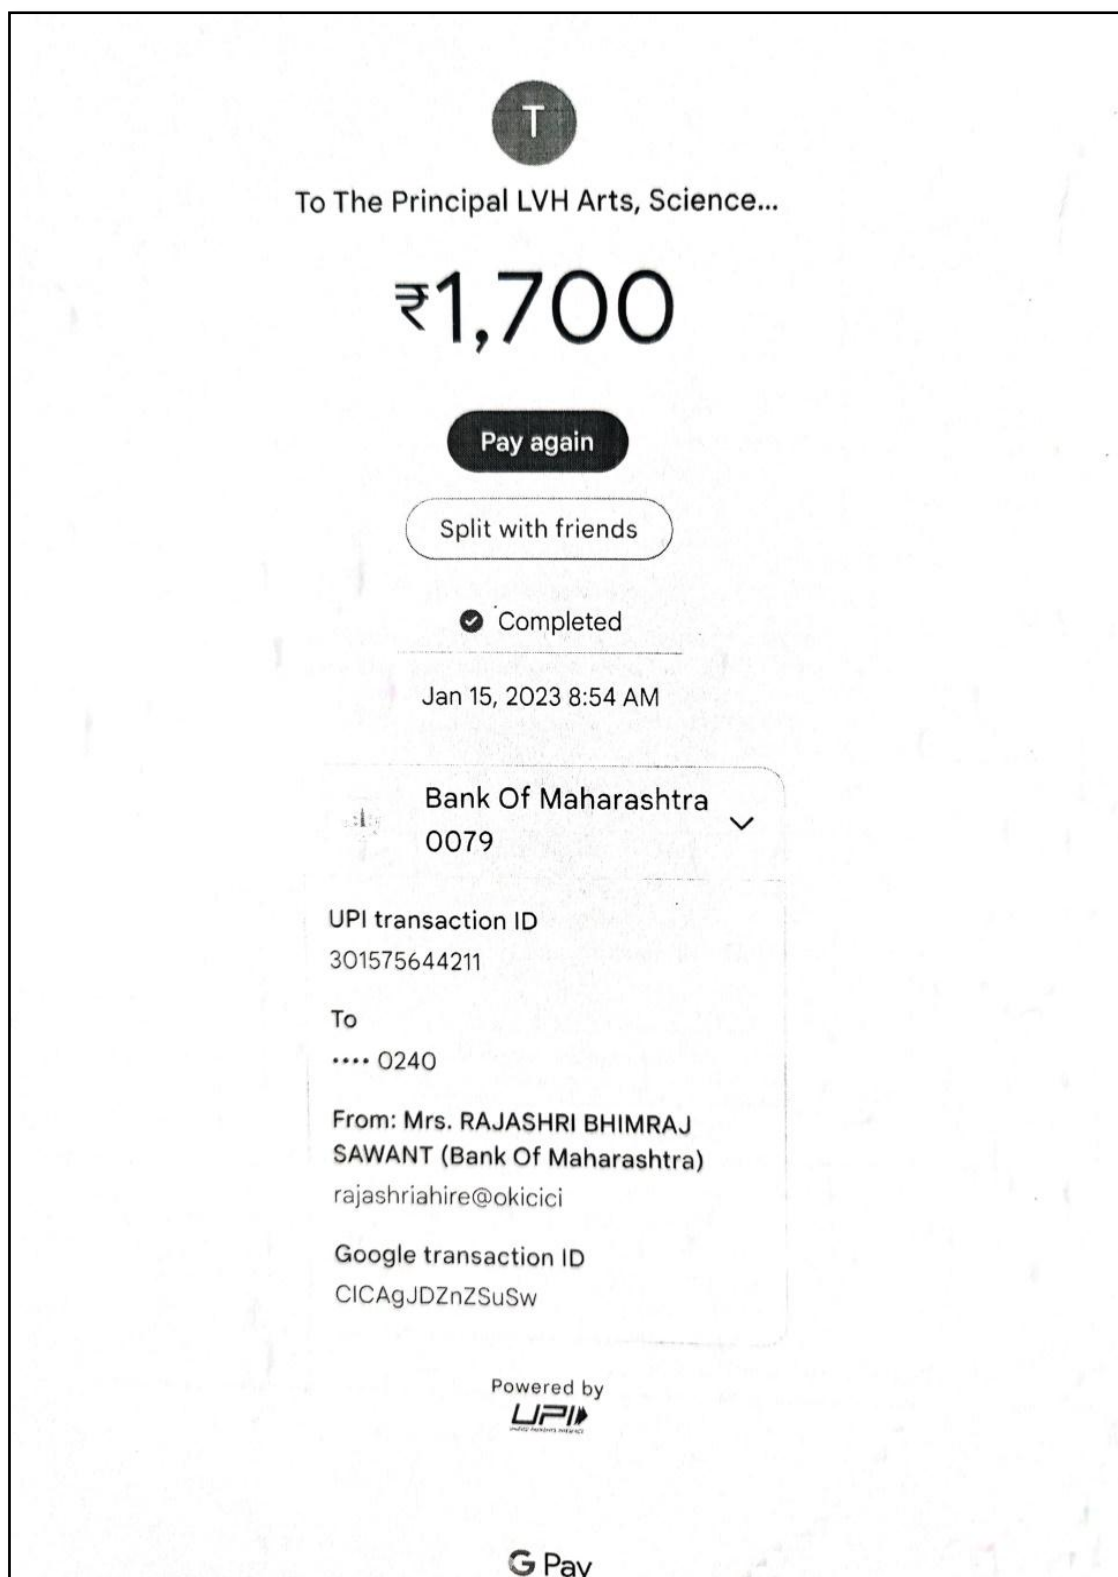 T
To The Principal LVH Arts, Science...
₹1,700
Pay again
Split with friends
Completed
Jan 15, 2023 8:54 AM
Bank Of Maharashtra
0079
UPI transaction ID
301575644211
To
•••• 0240
From: Mrs. RAJASHRI BHIMRAJ
SAWANT (Bank Of Maharashtra)
rajashriahire@okicici
Google transaction ID
CICAgJDZnZSuSw
Powered by
UPI
G Pay